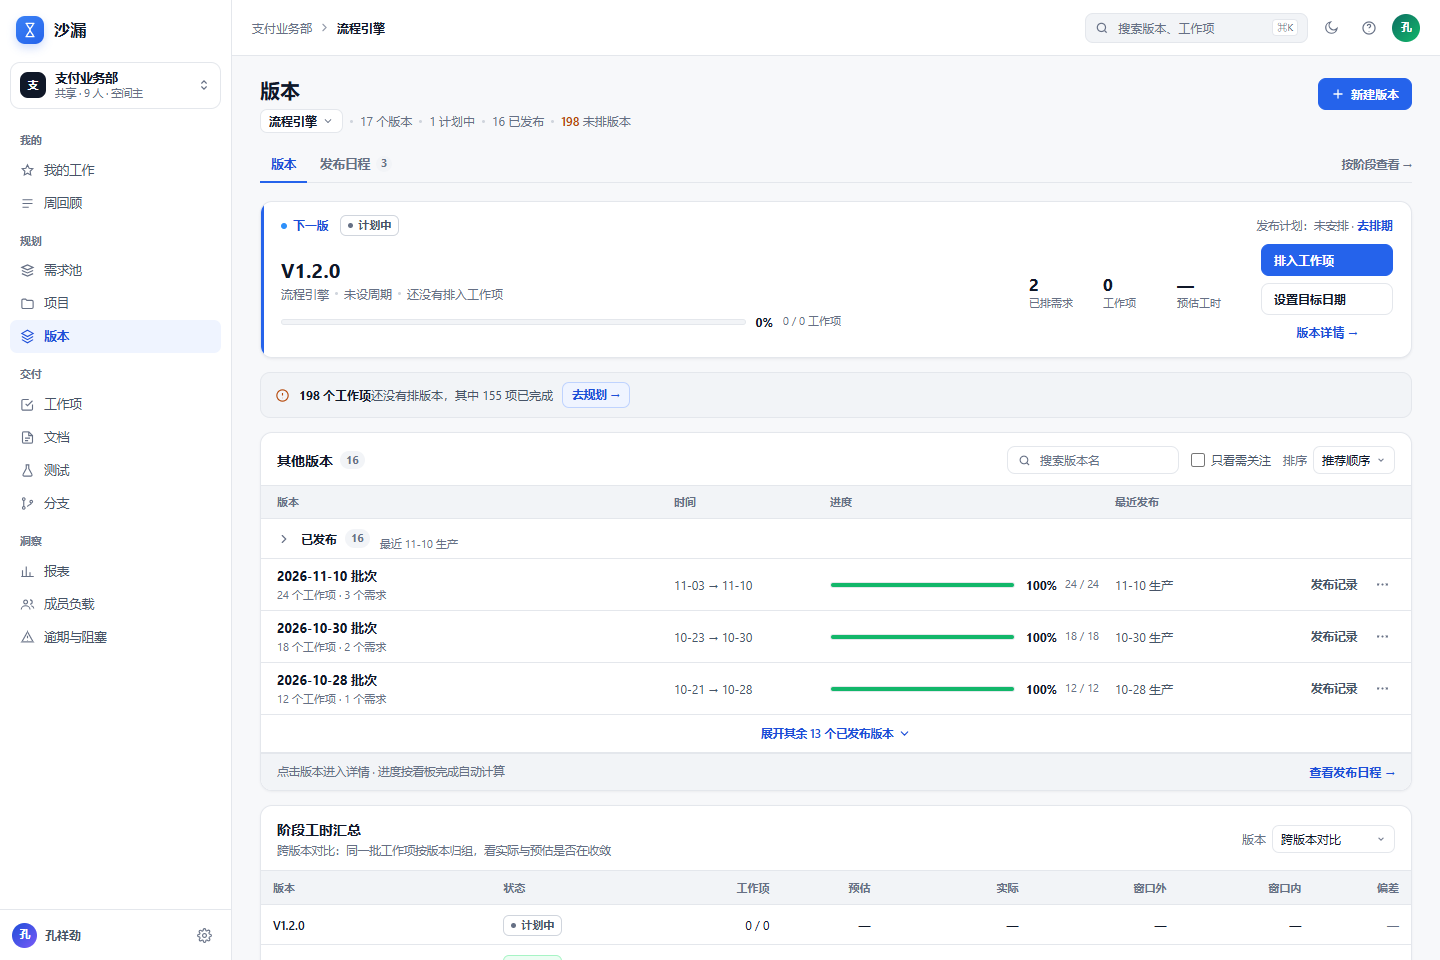 沙漏
支付业务部 > 流程引擎
搜索版本、工作项 ⌘K
孔
支
支付业务部
共享 · 9 人 · 空间主
我的
我的工作
周回顾
规划
需求池
项目
版本
交付
工作项
文档
测试
分支
洞察
报表
成员负载
逾期与阻塞
孔 孔祥劲
版本
新建版本
流程引擎 · 17 个版本 · 1 计划中 · 16 已发布 · 198 未排版本
版本 发布日程 3
按阶段查看 →
下一版 计划中
发布计划：未安排 · 去排期
V1.2.0
流程引擎 · 未设周期 · 还没有排入工作项
0% 0 / 0 工作项
2 已排需求
0 工作项
— 预估工时
排入工作项
设置目标日期
版本详情 →
198 个工作项还没有排版本，其中 155 项已完成 去规划 →
其他版本 16
搜索版本名 只看需关注 排序 推荐顺序
版本 时间 进度 最近发布
已发布 16 最近 11-10 生产
2026-11-10 批次
24 个工作项 · 3 个需求
11-03 → 11-10 100% 24 / 24 11-10 生产 发布记录 ···
2026-10-30 批次
18 个工作项 · 2 个需求
10-23 → 10-30 100% 18 / 18 10-30 生产 发布记录 ···
2026-10-28 批次
12 个工作项 · 1 个需求
10-21 → 10-28 100% 12 / 12 10-28 生产 发布记录 ···
展开其余 13 个已发布版本
点击版本进入详情 · 进度按看板完成自动计算
查看发布日程 →
阶段工时汇总
跨版本对比：同一批工作项按版本归组，看实际与预估是否在收敛
版本 跨版本对比
版本 状态 工作项 预估 实际 窗口外 窗口内 偏差
V1.2.0 计划中 0 / 0 — — — — —